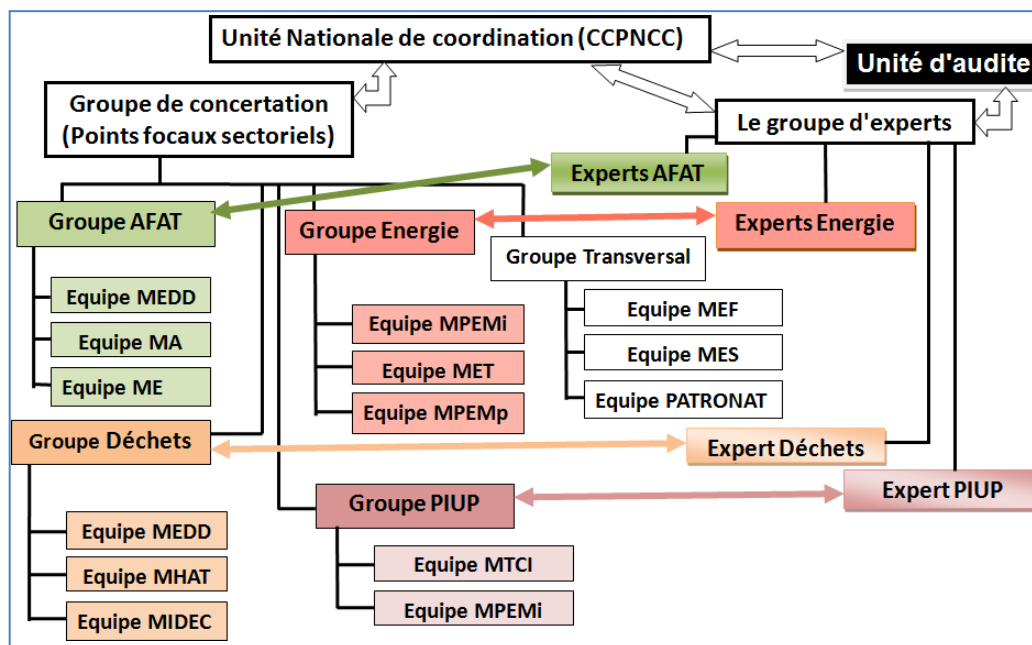 Unité Nationale de coordination (CCPNCC)
Unité d'audite
Groupe de concertation
(Points focaux sectoriels)
Le groupe d'experts
Experts AFAT
Groupe AFAT
Groupe Energie
Experts Energie
Groupe Transversal
Equipe MEDD
Equipe MA
Equipe ME
Equipe MPEMi
Equipe MET
Equipe MPEMp
Equipe MEF
Equipe MES
Equipe PATRONAT
Groupe Déchets
Expert Déchets
Groupe PIUP
Expert PIUP
Equipe MEDD
Equipe MHAT
Equipe MIDEC
Equipe MTCI
Equipe MPEMi